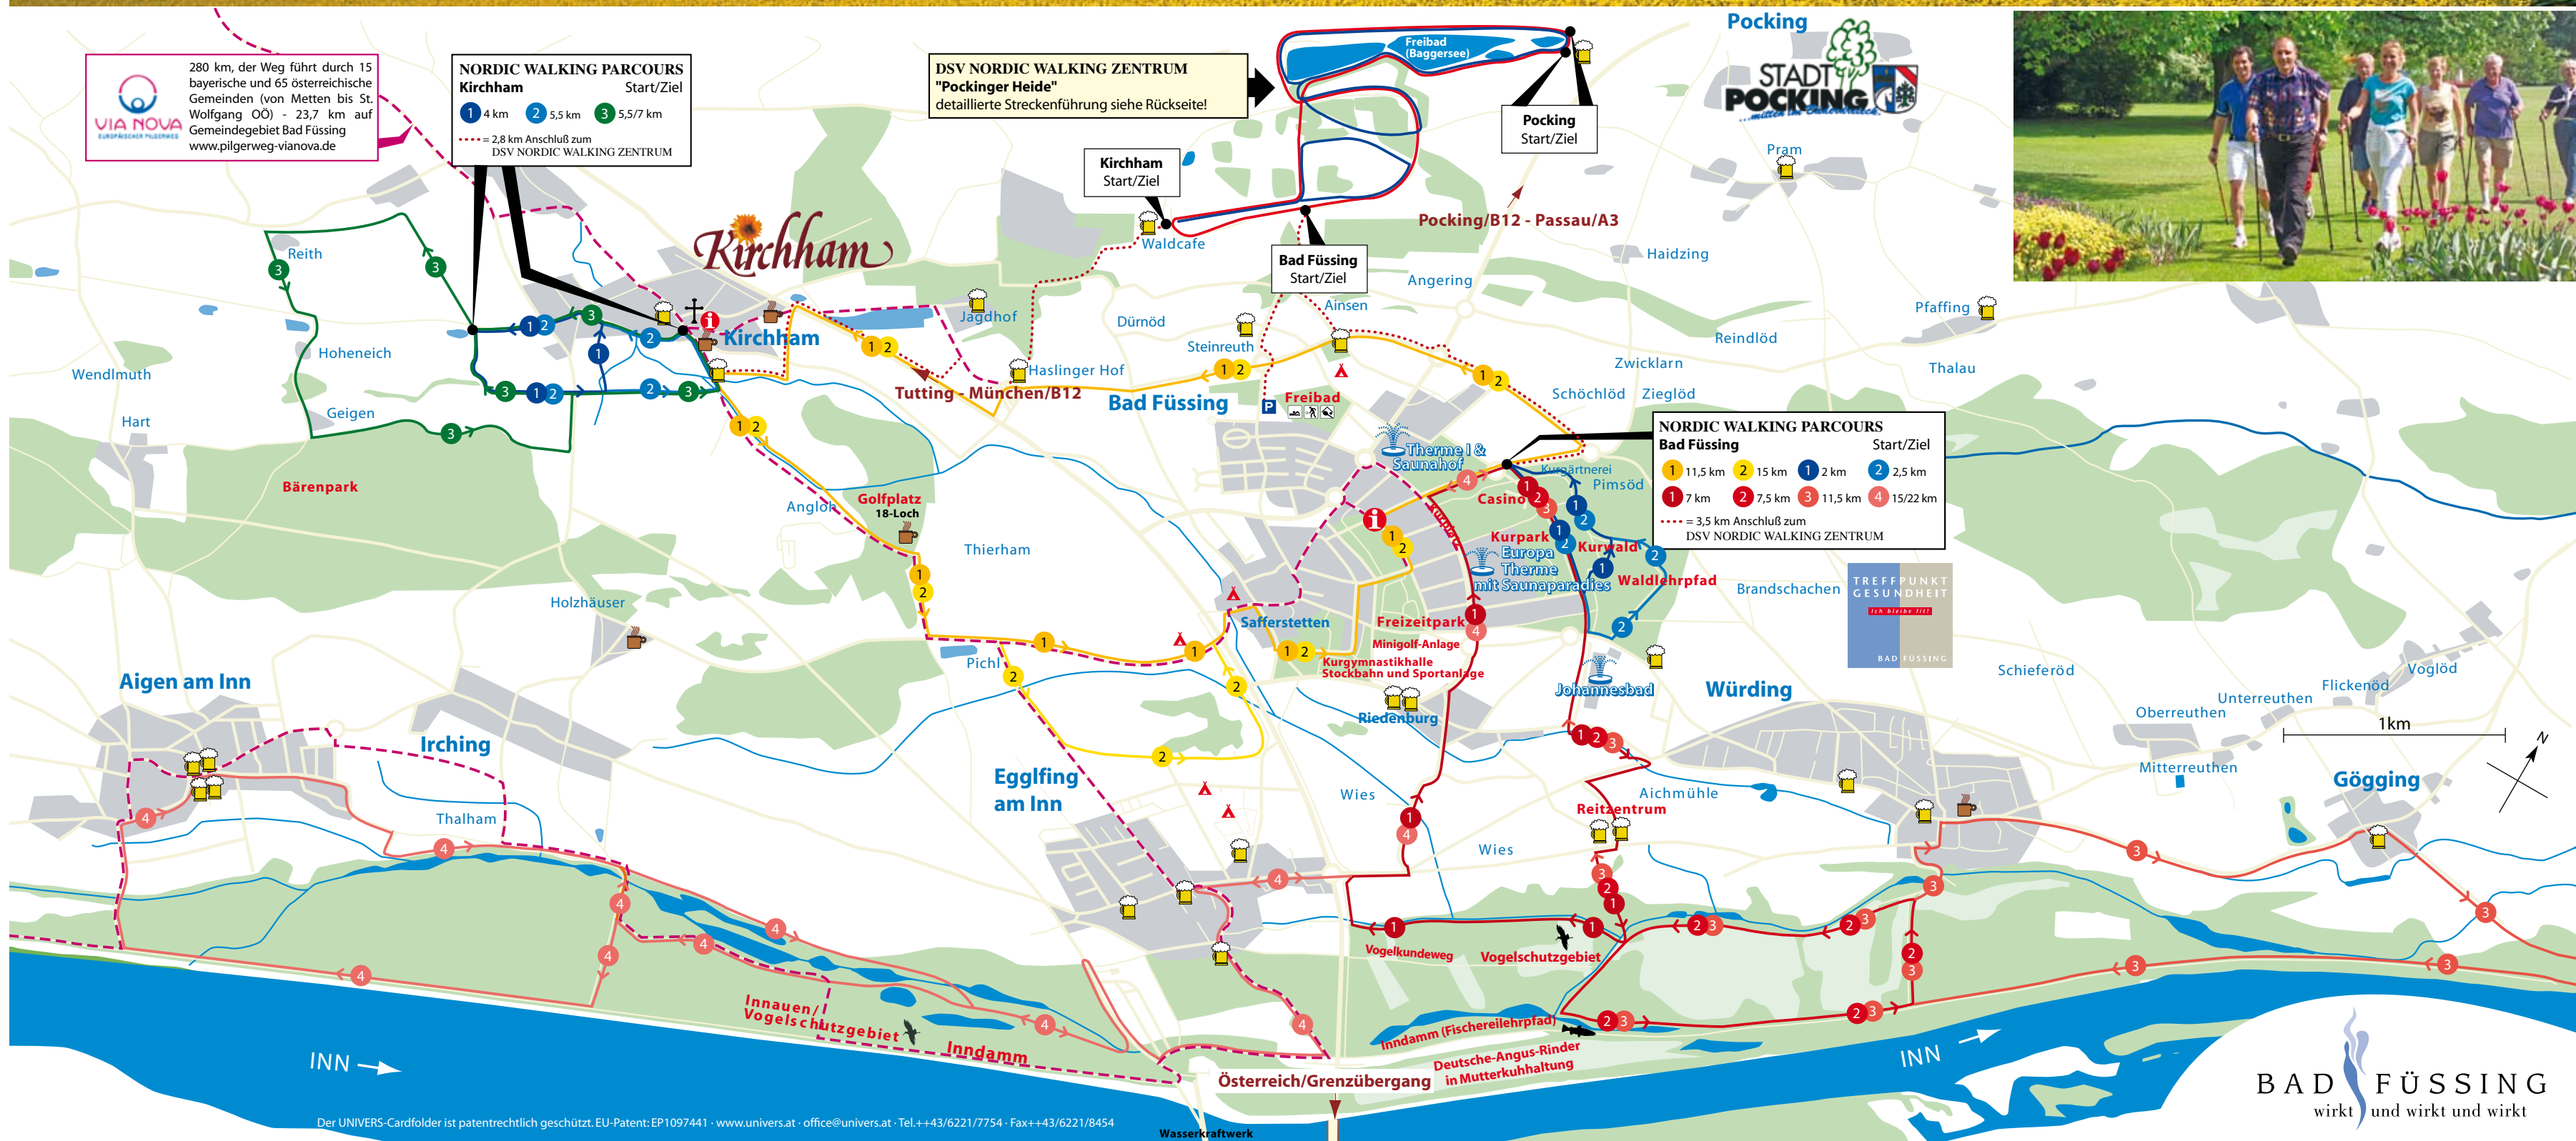 280 km, der Weg führt durch 15
bayerische und 65 österreichische
Gemeinden (von Metten bis St.
Wolfgang OÖ) - 23,7 km auf
Gemeindegebiet Bad Füssing
www.pilgerweg-vianova.de
VIA NOVA
EUROPÄISCHER PILGERWEG
NORDIC WALKING PARCOURS
Kirchham Start/Ziel
1 4 km 2 5,5 km 3 5,5/7 km
= 2,8 km Anschluß zum
DSV NORDIC WALKING ZENTRUM
DSV NORDIC WALKING ZENTRUM
"Pockinger Heide"
detaillierte Streckenführung siehe Rückseite!
Freibad
(Baggersee)
Pocking
Start/Ziel
Kirchham
Start/Ziel
Waldcafe
Bad Füssing
Start/Ziel
Pocking/B12 - Passau/A3
Pocking
STADT
POCKING
Pram
Haidzing
Angering
Ainsen
Pfaffing
Reindlöd
Thalau
Zwicklarn
Schöchlöd
Zieglöd
Reith
Hoheneich
Wendlmuth
Geigen
Hart
Bärenpark
Kirchham
Kirchham
Jagdhof
Dürnöd
Steinreuth
Haslinger Hof
Tutting - München/B12
Bad Füssing
P
Freibad
Therme I &
Saunahof
Kurgärtnerei
Pimsöd
NORDIC WALKING PARCOURS
Bad Füssing Start/Ziel
1 11,5 km 2 15 km 1 2 km 2 2,5 km
1 7 km 2 7,5 km 3 11,5 km 4 15/22 km
= 3,5 km Anschluß zum
DSV NORDIC WALKING ZENTRUM
Casino
Kurplatz
Kurpark
Kurwald
Europa
Therme
mit Saunaparadies
Waldlehrpfad
Brandschachen
TREFFPUNKT
GESUNDHEIT
Ich bleibe fit!
BAD FÜSSING
Golfplatz
18-Loch
Angloh
Thierham
Holzhäuser
Pichl
Safferstetten
Freizeitpark
Minigolf-Anlage
Kurgymnastikhalle
Stockbahn und Sportanlage
Riedenburg
Johannesbad
Würding
Schieferöd
Voglöd
Flickenöd
Unterreuthen
Oberreuthen
Mitterreuthen
1km
N
Gögging
Aigen am Inn
Irching
Thalham
Egglfing
am Inn
Wies
Wies
Reitzentrum
Aichmühle
Vogelkundeweg
Vogelschutzgebiet
Innauen/
Vogelschutzgebiet
Inndamm
Inndamm (Fischereilehrpfad)
Deutsche-Angus-Rinder
in Mutterkuhhaltung
Österreich/Grenzübergang
INN
INN
Wasserkraftwerk
Der UNIVERS-Cardfolder ist patentrechtlich geschützt. EU-Patent: EP1097441 · www.univers.at · office@univers.at · Tel.++43/6221/7754 · Fax++43/6221/8454
BAD FÜSSING
wirkt und wirkt und wirkt